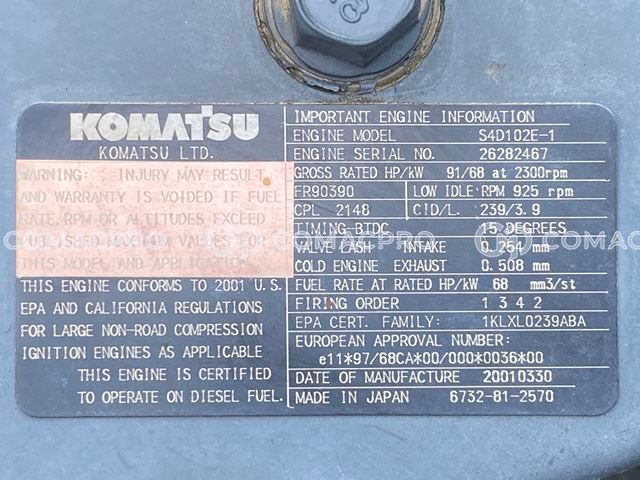 KOMATSU
KOMATSU LTD.
WARNING: INJURY MAY RESULT
AND WARRANTY IS VOIDED IF FUEL
RATE, RPM OR ALTITUDES EXCEED
PUBLISHED MAXIMUM VALUES FOR
THIS MODEL AND APPLICATION.
THIS ENGINE CONFORMS TO 2001 U.S.
EPA AND CALIFORNIA REGULATIONS
FOR LARGE NON-ROAD COMPRESSION
IGNITION ENGINES AS APPLICABLE
THIS ENGINE IS CERTIFIED
TO OPERATE ON DIESEL FUEL.
IMPORTANT ENGINE INFORMATION
ENGINE MODEL S4D102E-1
ENGINE SERIAL NO. 26282467
GROSS RATED HP/kW 91/68 at 2300rpm
FR90390 LOW IDLE RPM 925 rpm
CPL 2148 CID/L. 239/3.9
TIMING-BTDC 15 DEGREES
VALVE LASH INTAKE 0.254 mm
COLD ENGINE EXHAUST 0.508 mm
FUEL RATE AT RATED HP/kW 68 mm3/st
FIRING ORDER 1 3 4 2
EPA CERT. FAMILY: 1KLXL0239ABA
EUROPEAN APPROVAL NUMBER:
e11*97/68CA*00/000*0036*00
DATE OF MANUFACTURE 20010330
MADE IN JAPAN 6732-81-2570